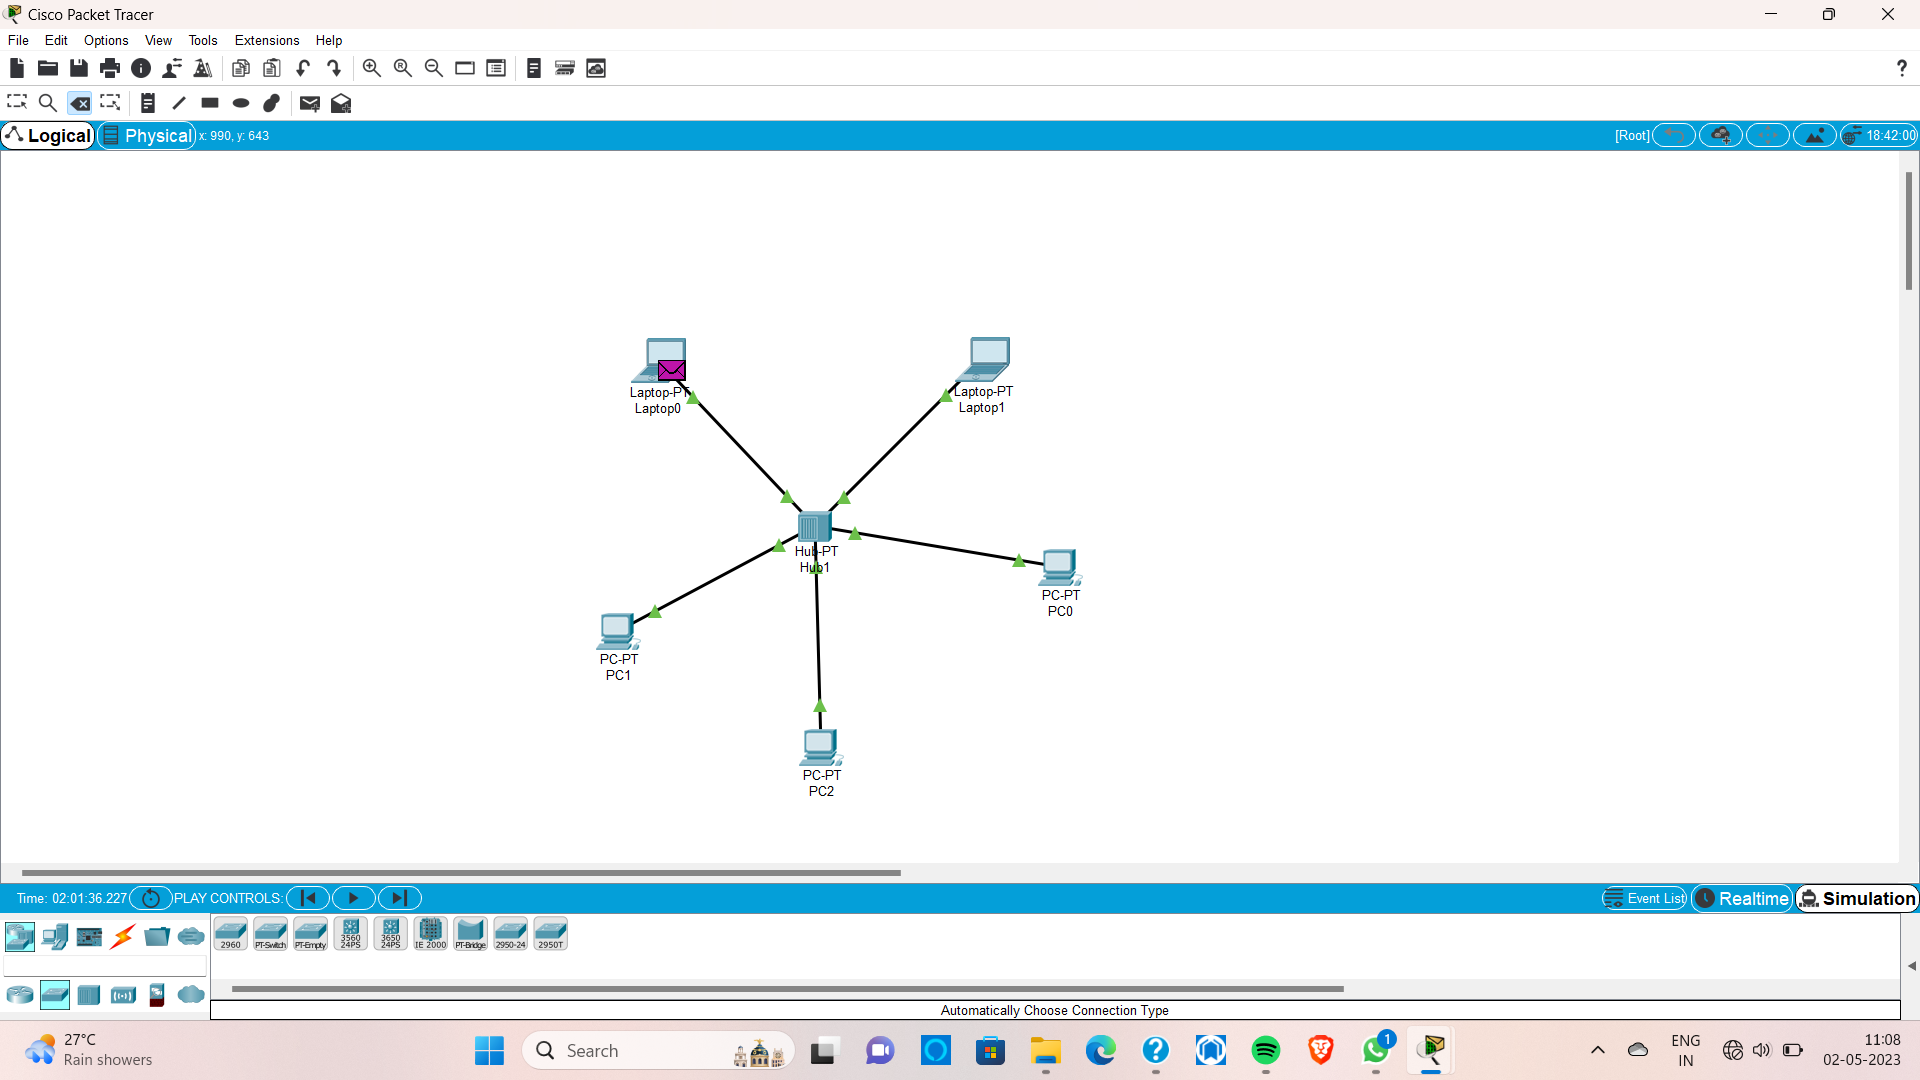 Cisco Packet Tracer
File Edit Options View Tools Extensions Help
?
Logical Physical x: 990, y: 643 [Root] 18:42:00
Laptop-PT
Laptop0
Laptop-PT
Laptop1
Hub-PT
Hub1
PC-PT
PC0
PC-PT
PC1
PC-PT
PC2
Time: 02:01:36.227 PLAY CONTROLS: Event List Realtime Simulation
2960 PT-Switch PT-Empty 3560 24PS 3650 24PS IE 2000 PT-Bridge 2950-24 2950T
Automatically Choose Connection Type
27°C
Rain showers
Search
1
ENG
IN
11:08
02-05-2023